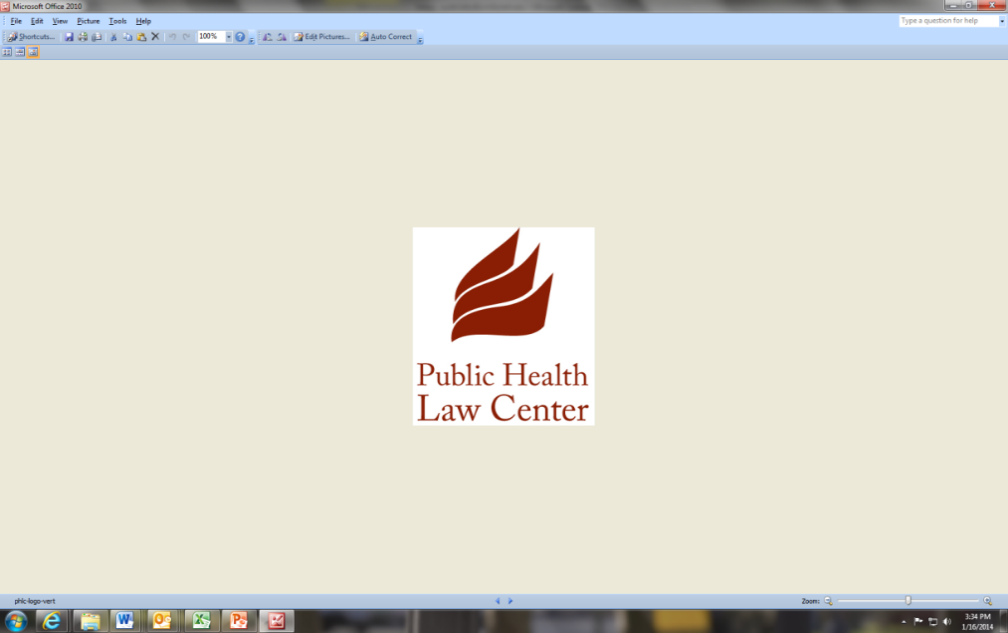 Microsoft Office 2010
File Edit View Picture Tools Help
Type a question for help
Shortcuts... 100% Edit Pictures... Auto Correct
Public Health
Law Center
phlc-logo-vert
Zoom:
3:34 PM
1/16/2014